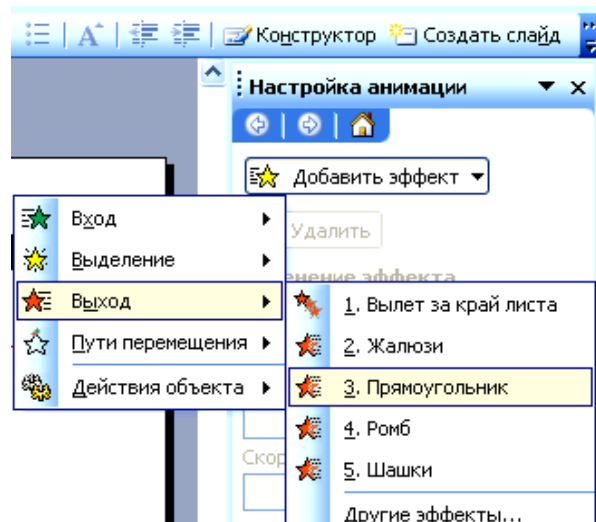 Конструктор Создать слайд
Настройка анимации
Добавить эффект
Удалить
эффекта
Вход
Выделение
Выход
Пути перемещения
Действия объекта
1. Вылет за край листа
2. Жалюзи
3. Прямоугольник
4. Ромб
5. Шашки
Другие эффекты...